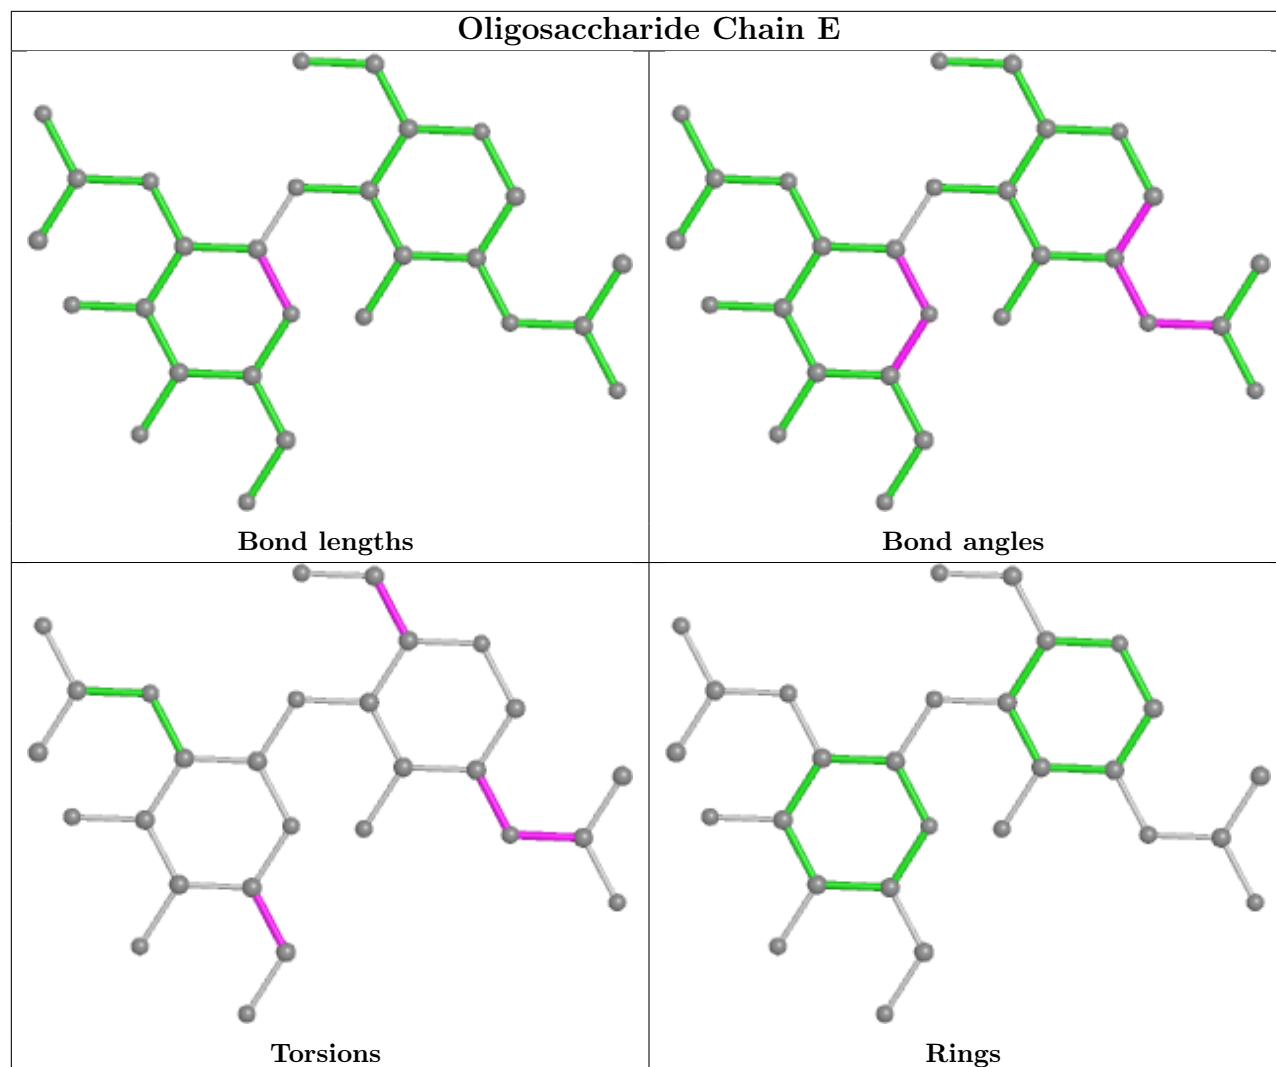 Oligosaccharide Chain E
Bond lengths
Bond angles
Torsions
Rings